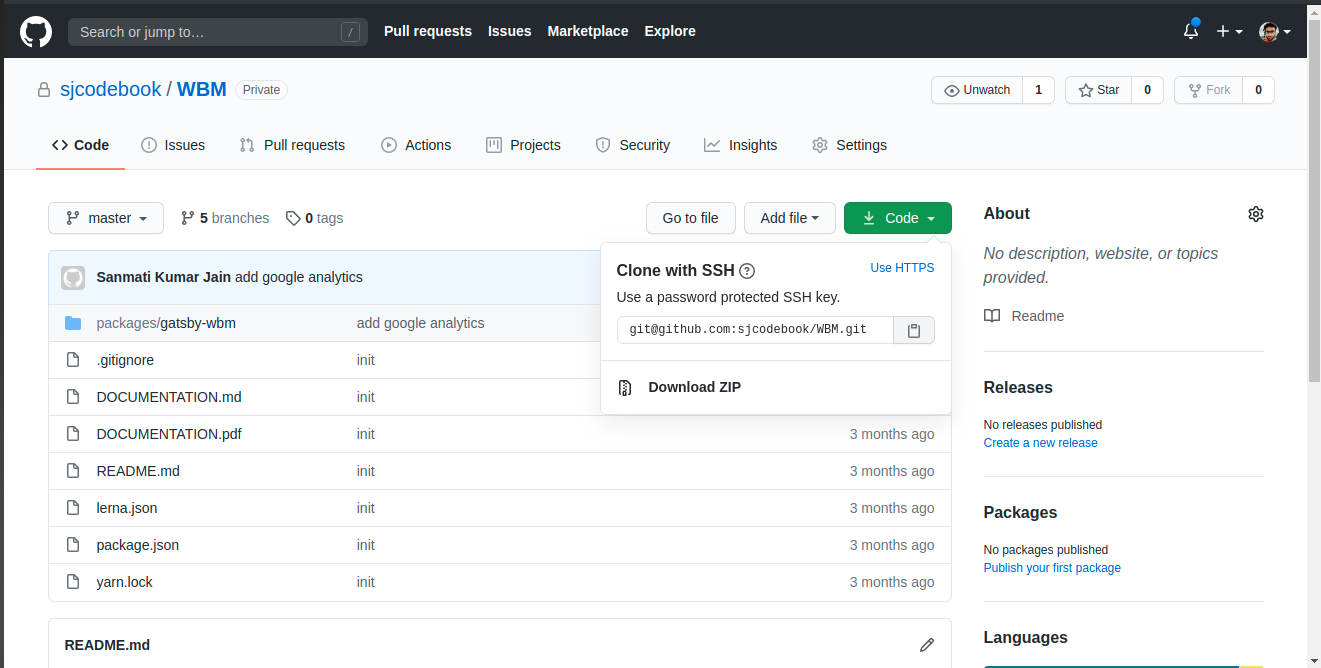 Search or jump to… /
Pull requests Issues Marketplace Explore
sjcodebook / WBM Private
Unwatch 1 Star 0 Fork 0
Code Issues Pull requests Actions Projects Security Insights Settings
master 5 branches 0 tags Go to file Add file Code
Sanmati Kumar Jain add google analytics
packages/gatsby-wbm add google analytics
.gitignore init
DOCUMENTATION.md init
DOCUMENTATION.pdf init 3 months ago
README.md init 3 months ago
lerna.json init 3 months ago
package.json init 3 months ago
yarn.lock init 3 months ago
README.md
Clone with SSH ? Use HTTPS
Use a password protected SSH key.
git@github.com:sjcodebook/WBM.git
Download ZIP
About
No description, website, or topics
provided.
Readme
Releases
No releases published
Create a new release
Packages
No packages published
Publish your first package
Languages